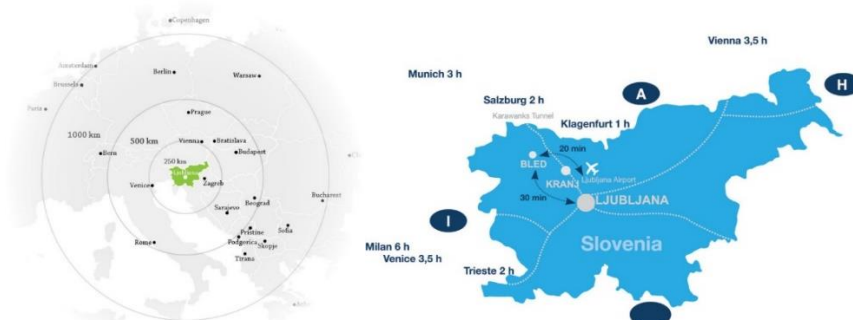 Copenhagen
Amsterdam
Brussels
Paris
Berlin
Warsaw
Prague
1000 km
500 km
Vienna
Bratislava
Budapest
Bern
250 km
Venice
Zagreb
Bucharest
Beograd
Sarajevo
Pristine
Sofia
Podgorica
Skopje
Rome
Tirana
Vienna 3,5 h
Munich 3 h
A
H
Salzburg 2 h
Karawanks Tunnel
Klagenfurt 1 h
20 min
BLED
Ljubljana Airport
KRANJ
30 min
LJUBLJANA
I
Slovenia
Milan 6 h
Venice 3,5 h
Trieste 2 h